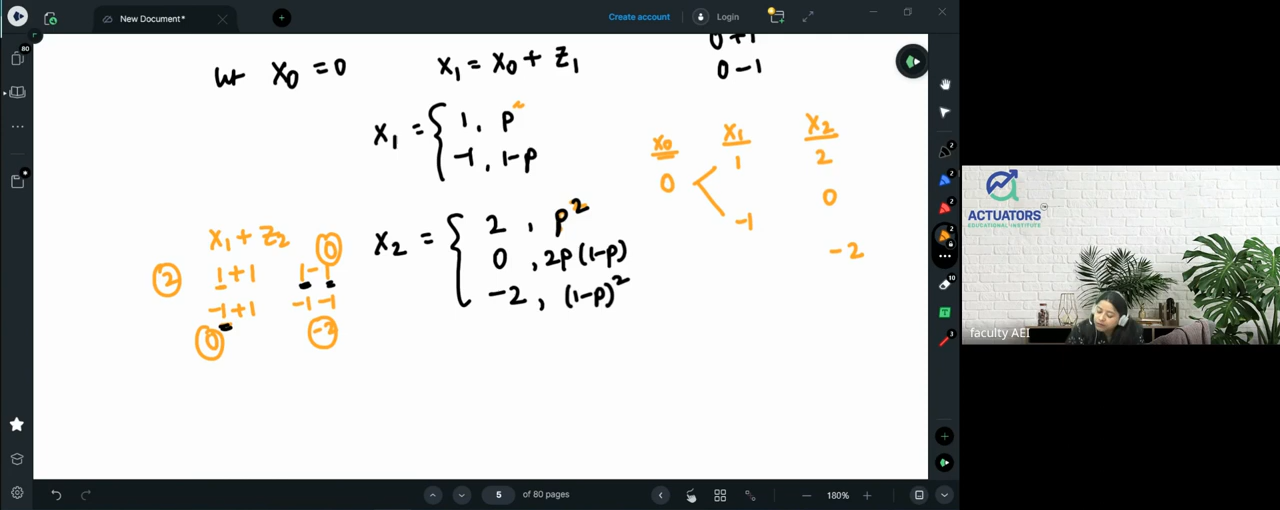 New Document*
Create account
Login
80
let X₀ = 0
X₁ = X₀ + Z₁
0 + 1
0 − 1
X₁ = { 1, p
−1, 1−p
X₂ = { 2, p²
0, 2p(1−p)
−2, (1−p)²
X₁ + Z₂
2
1+1
1−1
0
−1+1
−1−1
0
−2
X₀
X₁
X₂
0
1
2
−1
0
−2
2
2
2
2
10
3
ACTUATORS
EDUCATIONAL INSTITUTE
faculty AE
5
of 80 pages
180%